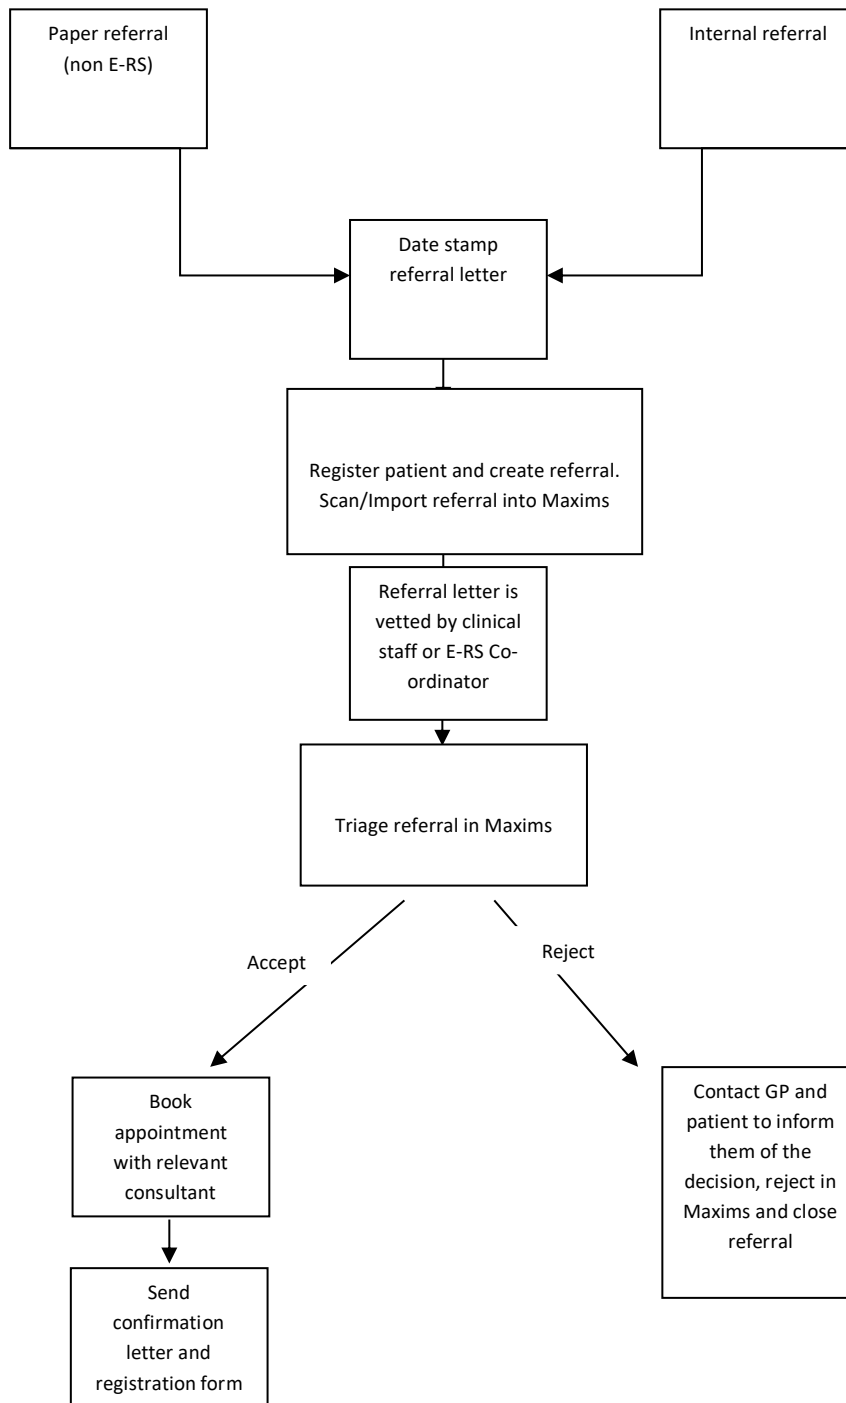 Paper referral
(non E-RS)
Internal referral
Date stamp
referral letter
Register patient and create referral.
Scan/Import referral into Maxims
Referral letter is
vetted by clinical
staff or E-RS Co-
ordinator
Triage referral in Maxims
Accept
Reject
Book
appointment
with relevant
consultant
Contact GP and
patient to inform
them of the
decision, reject in
Maxims and close
referral
Send
confirmation
letter and
registration form